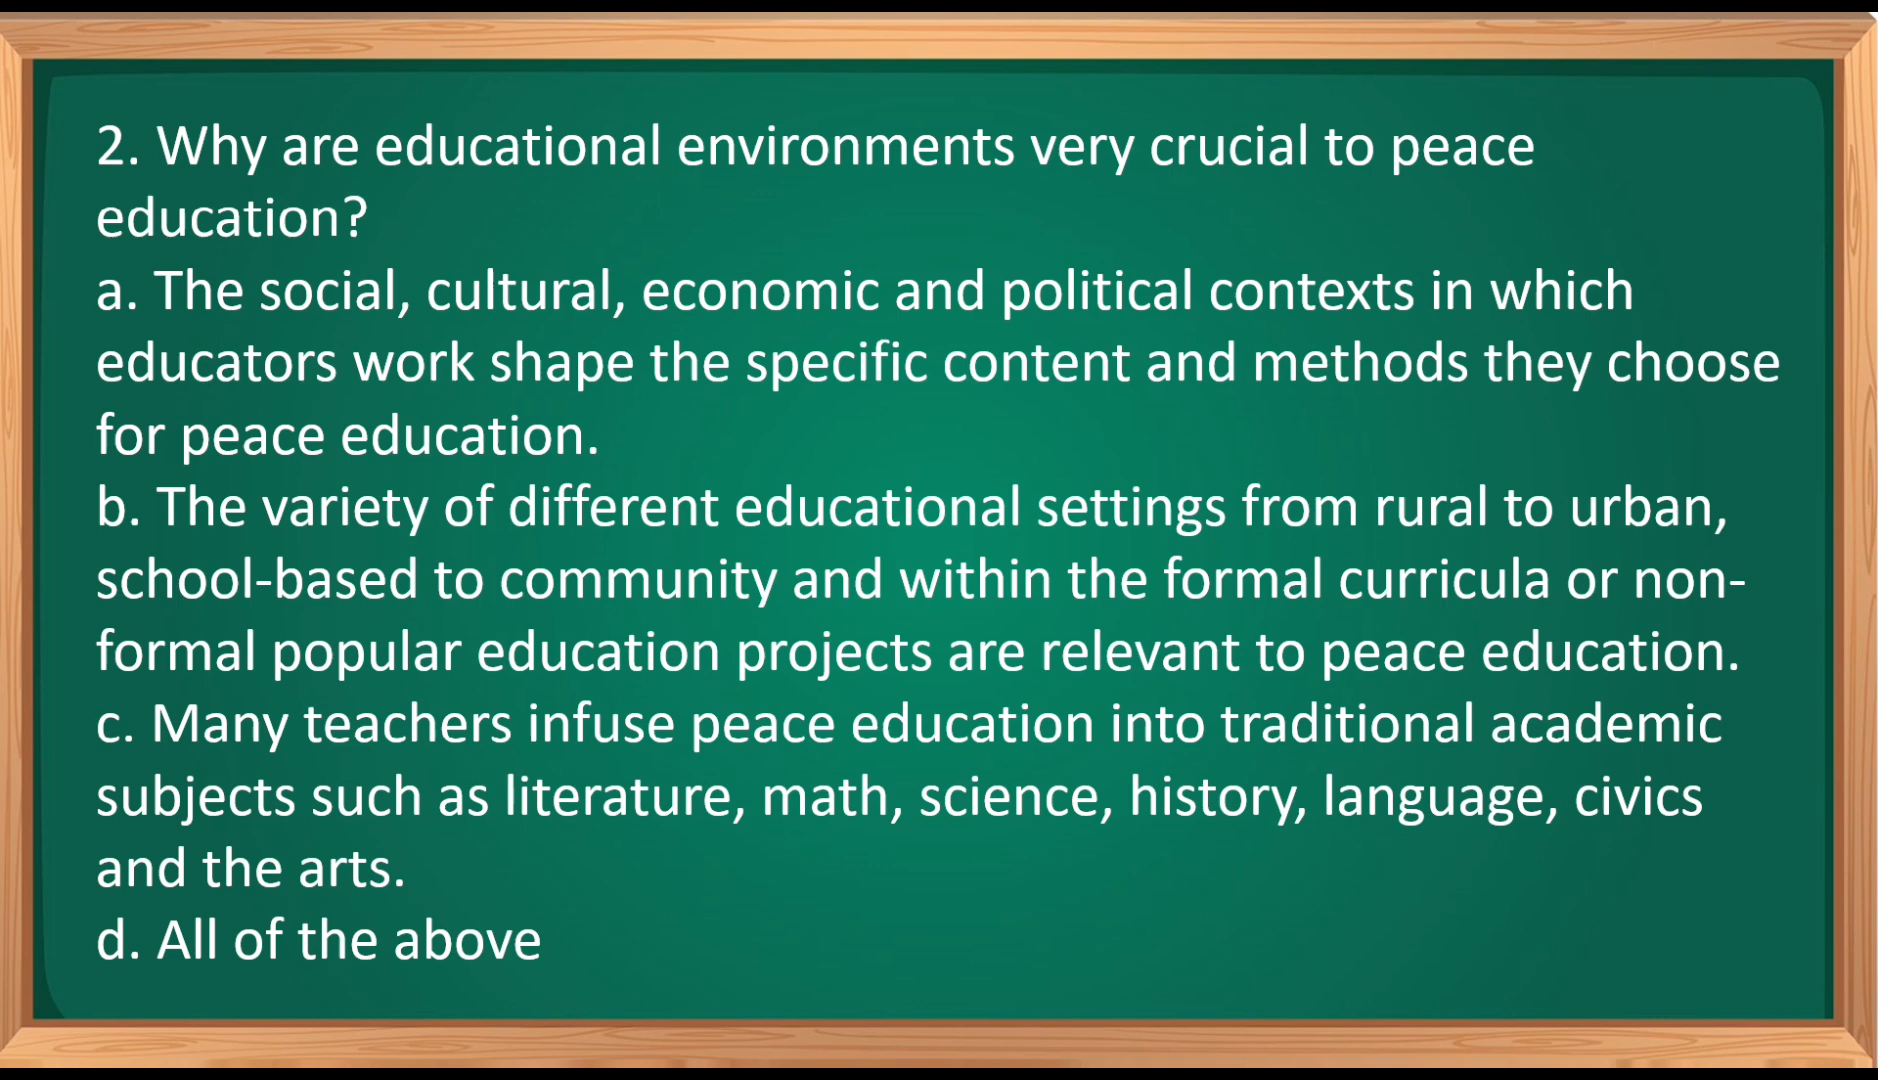 2. Why are educational environments very crucial to peace
education?
a. The social, cultural, economic and political contexts in which
educators work shape the specific content and methods they choose
for peace education.
b. The variety of different educational settings from rural to urban,
school-based to community and within the formal curricula or non-
formal popular education projects are relevant to peace education.
c. Many teachers infuse peace education into traditional academic
subjects such as literature, math, science, history, language, civics
and the arts.
d. All of the above